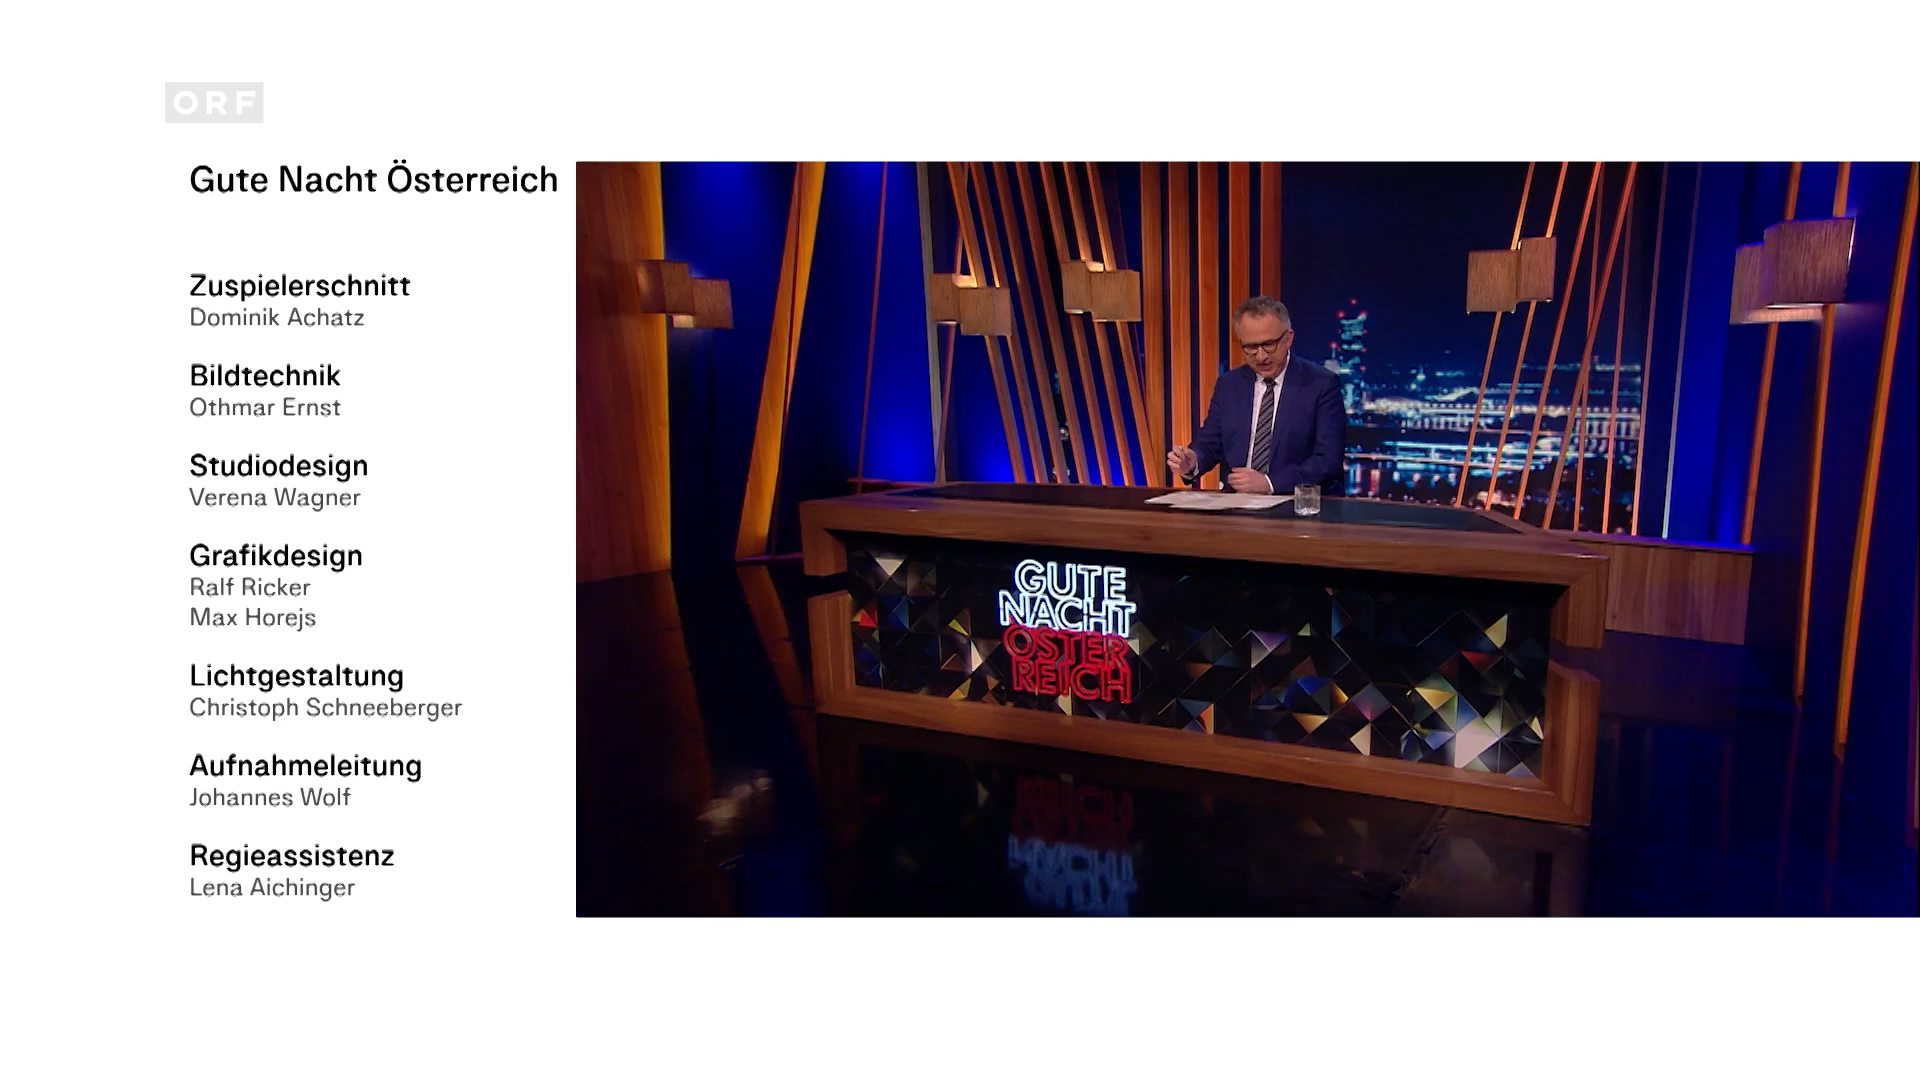 ORF
Gute Nacht Österreich
Zuspielerschnitt
Dominik Achatz
Bildtechnik
Othmar Ernst
Studiodesign
Verena Wagner
Grafikdesign
Ralf Ricker
Max Horejs
Lichtgestaltung
Christoph Schneeberger
Aufnahmeleitung
Johannes Wolf
Regieassistenz
Lena Aichinger
GUTE
NACHT
ÖSTER
REICH